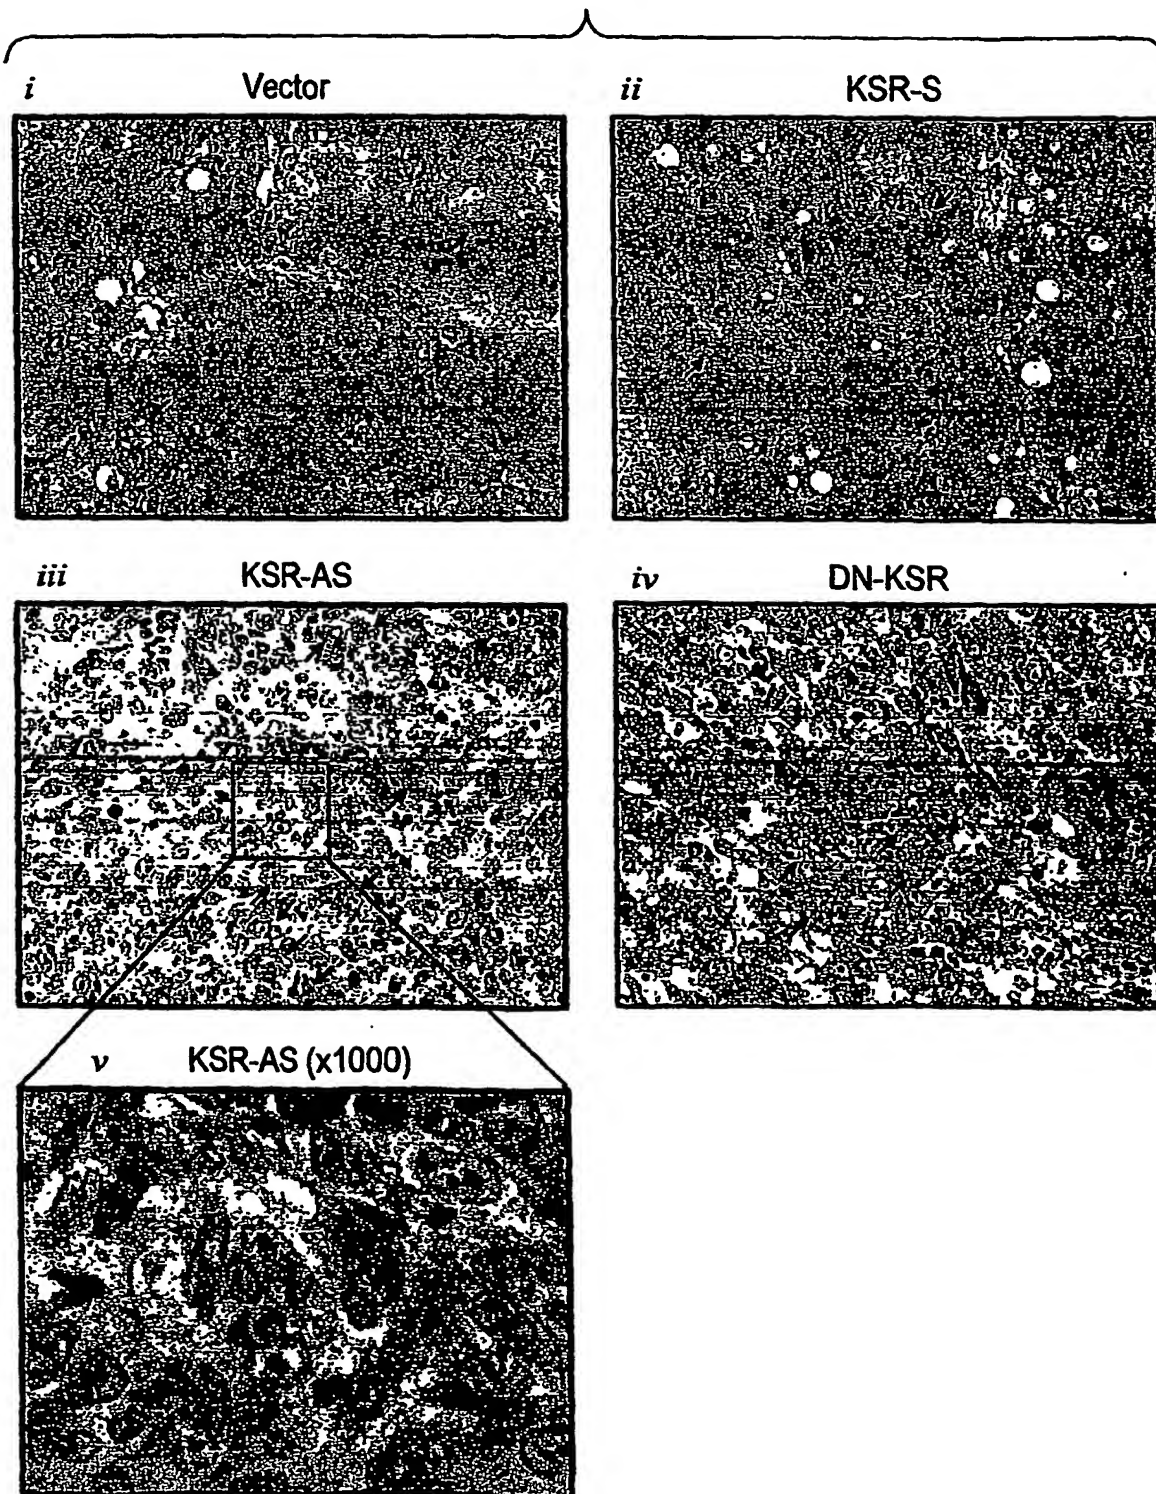 i Vector
ii KSR-S
iii KSR-AS
iv DN-KSR
v KSR-AS (x1000)